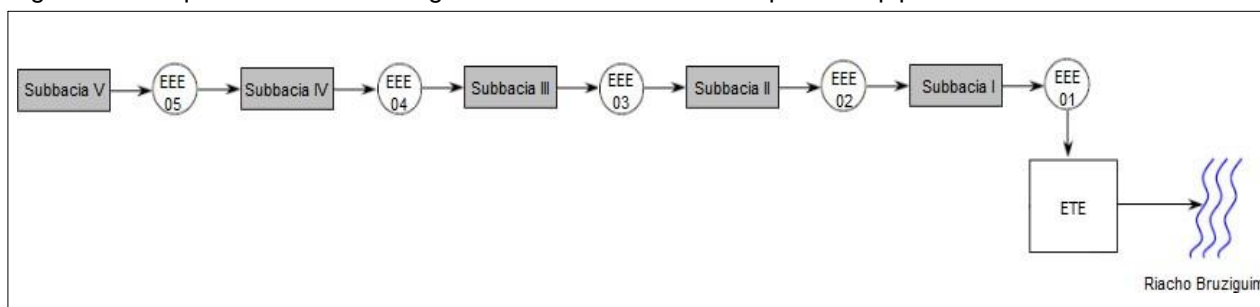 Subbacia V
EEE
05
Subbacia IV
EEE
04
Subbacia III
EEE
03
Subbacia II
EEE
02
Subbacia I
EEE
01
ETE
Riacho Bruziguim